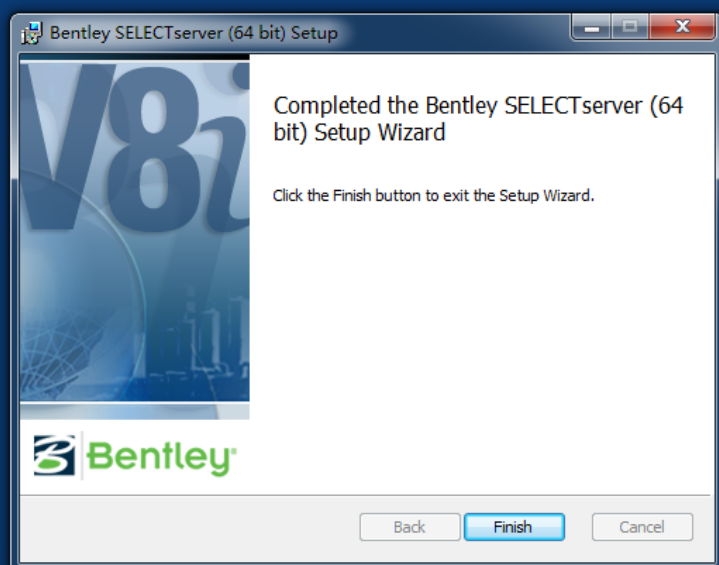 Bentley SELECTserver (64 bit) Setup
V8i
Completed the Bentley SELECTserver (64
bit) Setup Wizard
Click the Finish button to exit the Setup Wizard.
Bentley
Back
Finish
Cancel